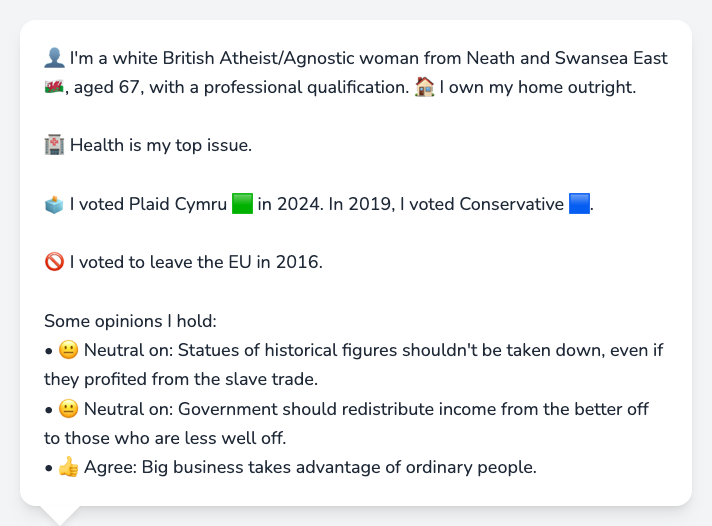 👤 I'm a white British Atheist/Agnostic woman from Neath and Swansea East
🏴󠁧󠁢󠁷󠁬󠁳󠁿, aged 67, with a professional qualification. 🏠 I own my home outright.
🏥 Health is my top issue.
🗳️ I voted Plaid Cymru 🟩 in 2024. In 2019, I voted Conservative 🟦.
🚫 I voted to leave the EU in 2016.
Some opinions I hold:
• 😐 Neutral on: Statues of historical figures shouldn't be taken down, even if
they profited from the slave trade.
• 😐 Neutral on: Government should redistribute income from the better off
to those who are less well off.
• 👍 Agree: Big business takes advantage of ordinary people.